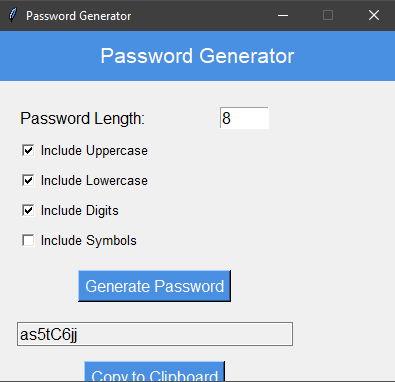 Password Generator
Password Generator
Password Length: 8
Include Uppercase
Include Lowercase
Include Digits
Include Symbols
Generate Password
as5tC6jj
Copy to Clipboard